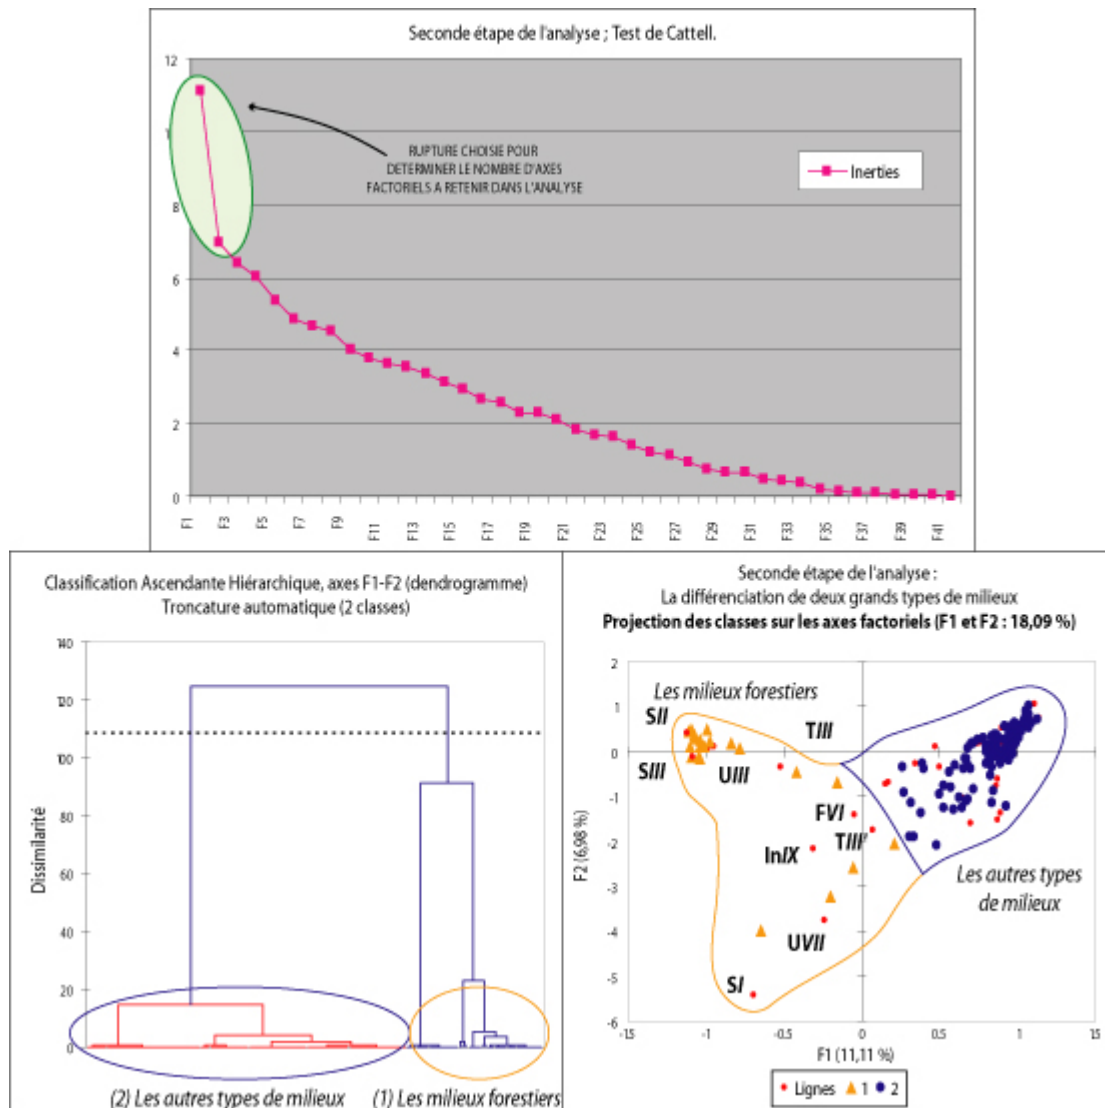 Seconde étape de l'analyse ; Test de Cattell.
12
8
6
4
2
0
RUPTURE CHOISIE POUR
DETERMINER LE NOMBRE D'AXES
FACTORIELS A RETENIR DANS L'ANALYSE
Inerties
F1 F3 F5 F7 F9 F11 F13 F15 F17 F19 F21 F23 F25 F27 F29 F31 F33 F35 F37 F39 F41
Classification Ascendante Hiérarchique, axes F1-F2 (dendrogramme)
Troncature automatique (2 classes)
Dissimilarité
140
120
100
80
60
40
20
0
(2) Les autres types de milieux (1) Les milieux forestiers
Seconde étape de l'analyse :
La différenciation de deux grands types de milieux
Projection des classes sur les axes factoriels (F1 et F2 : 18,09 %)
F2 (6,98 %)
2
1
0
-1
-2
-3
-4
-5
-6
Les milieux forestiers
SII
TIII
SIII
UIII
FVI
TIII'
InIX
Les autres types
de milieux
UVII
SI
-15 -1 -0.5 0 0.5 1 15
F1 (11,11 %)
Lignes 1 2